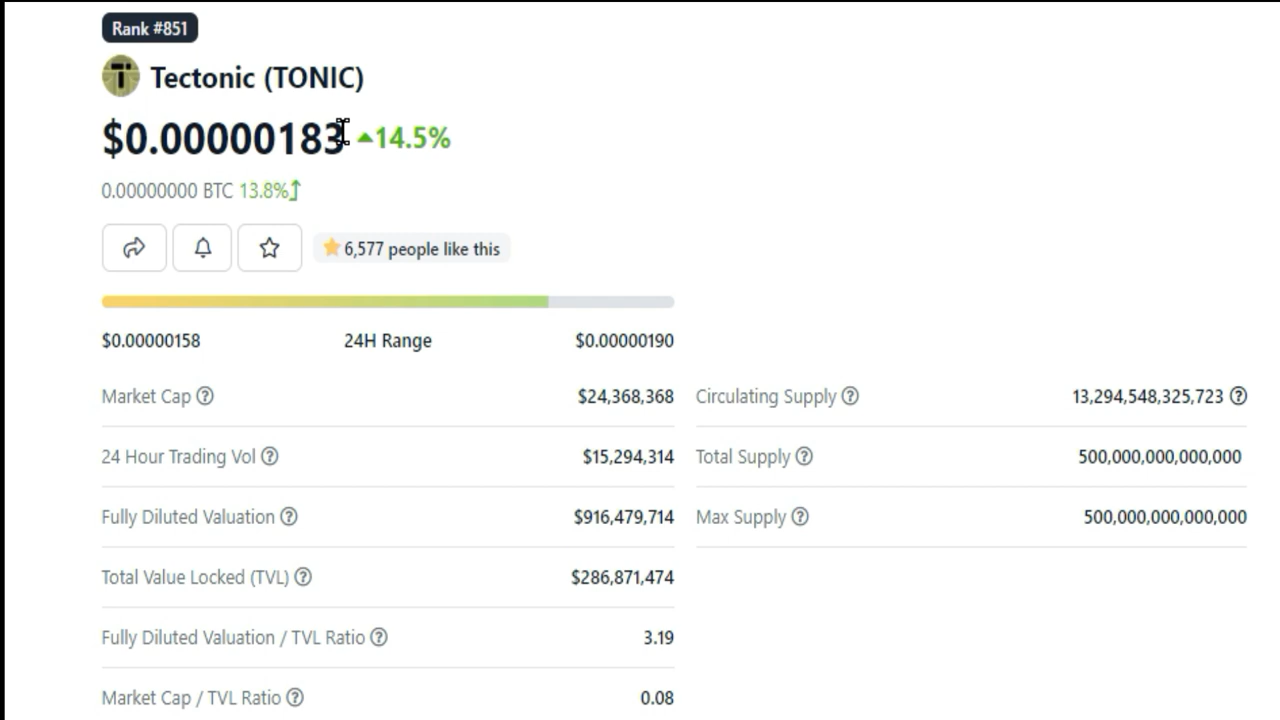 Rank #851
Tectonic (TONIC)
$0.00000183 14.5%
0.00000000 BTC 13.8%
6,577 people like this
$0.00000158 24H Range $0.00000190
Market Cap $24,368,368
24 Hour Trading Vol $15,294,314
Fully Diluted Valuation $916,479,714
Total Value Locked (TVL) $286,871,474
Fully Diluted Valuation / TVL Ratio 3.19
Market Cap / TVL Ratio 0.08
Circulating Supply 13,294,548,325,723
Total Supply 500,000,000,000,000
Max Supply 500,000,000,000,000